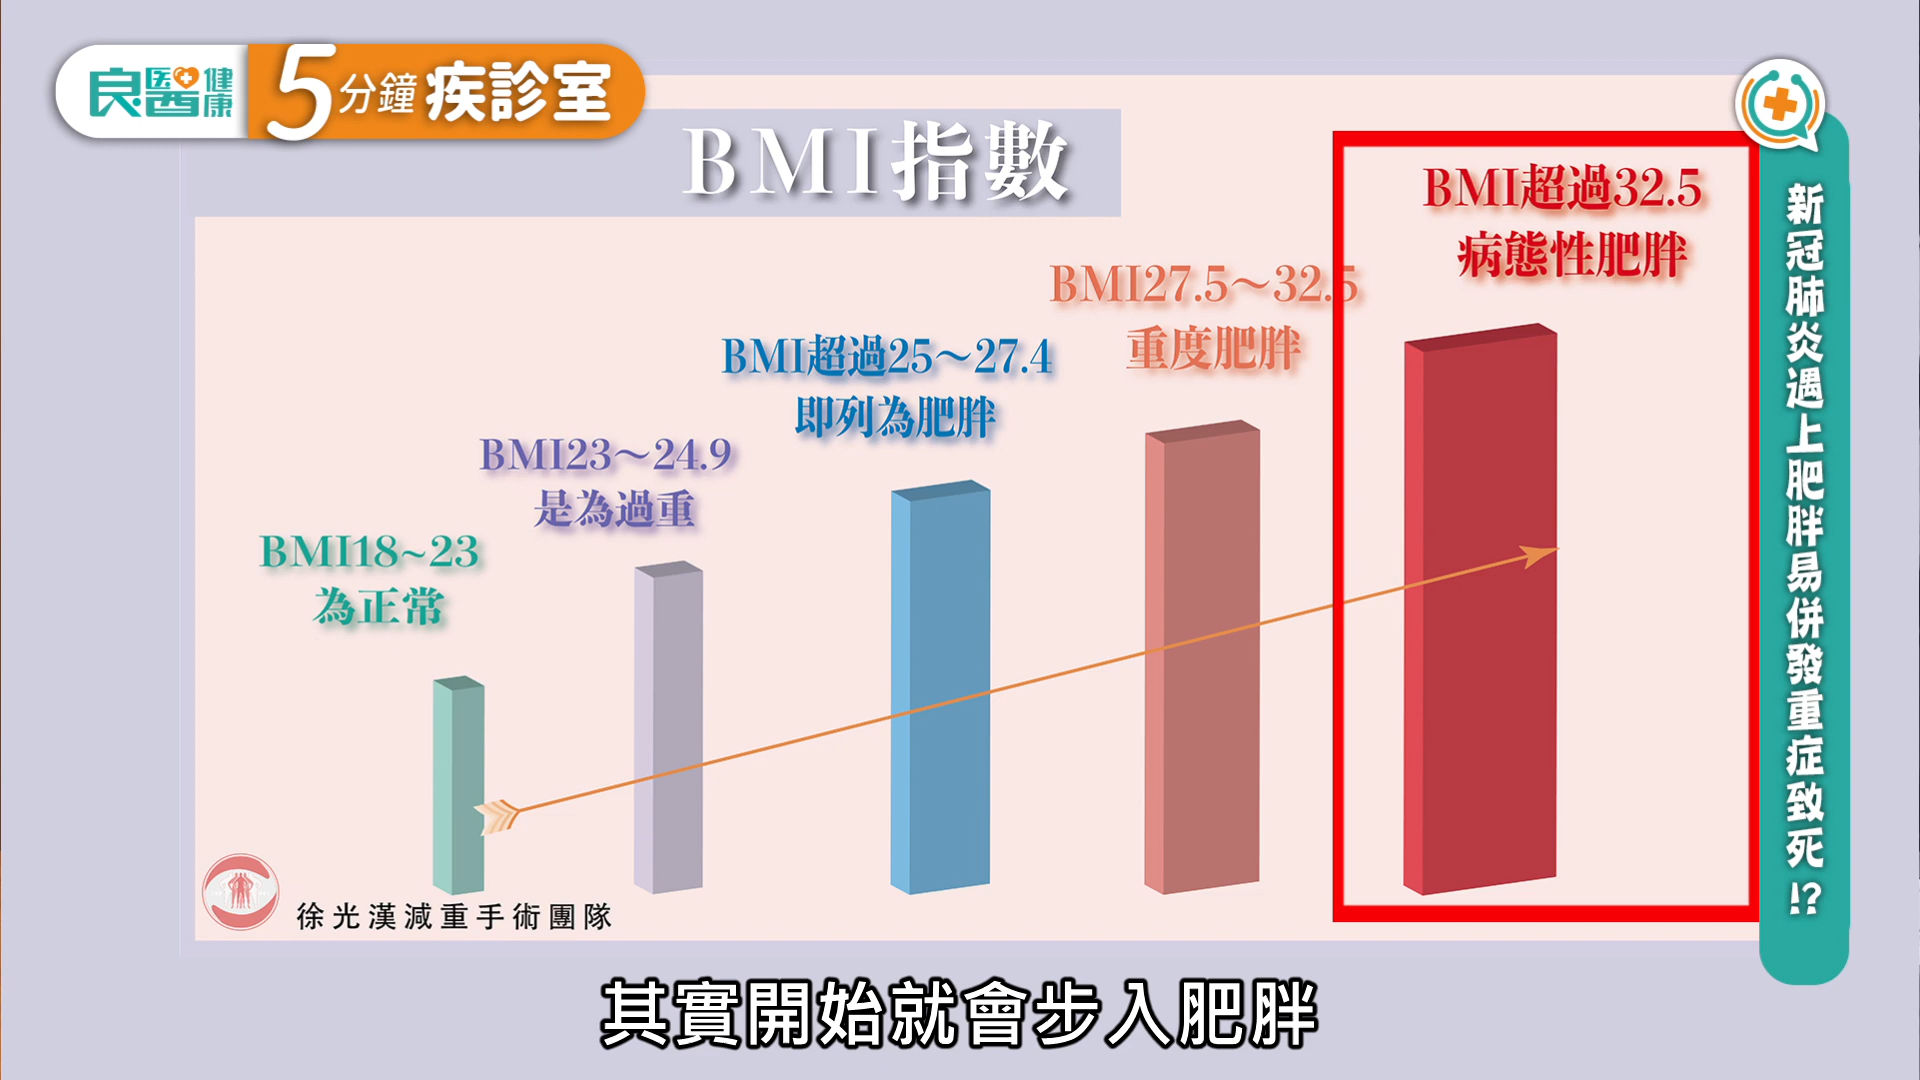 良醫健康
5分鐘疾診室
BMI指數
BMI超過32.5
病態性肥胖
BMI27.5～32.5
重度肥胖
BMI超過25～27.4
即列為肥胖
BMI23～24.9
是為過重
BMI18~23
為正常
徐光漢減重手術團隊
新冠肺炎遇上肥胖易併發重症致死!?
其實開始就會步入肥胖